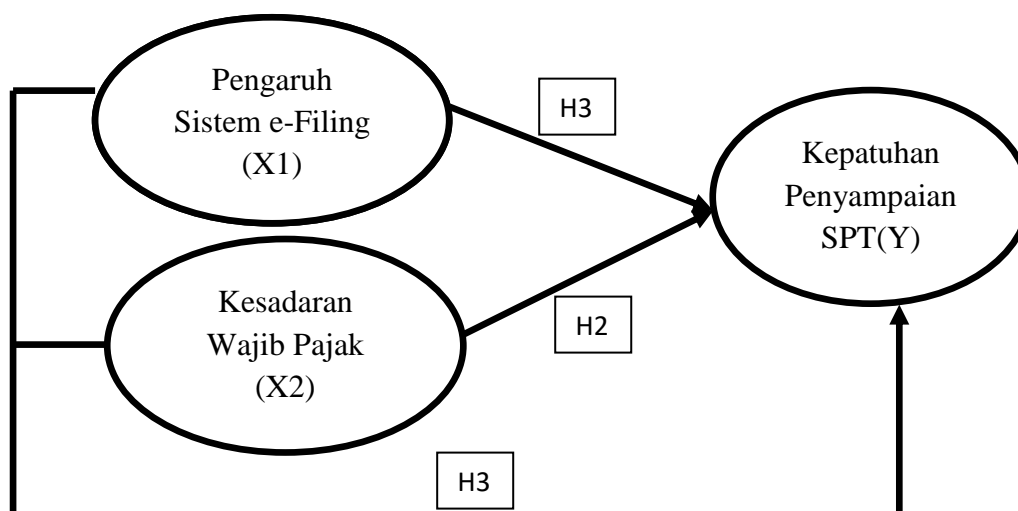 Pengaruh
Sistem e-Filing
(X1)
H3
Kepatuhan
Penyampaian
SPT(Y)
Kesadaran
Wajib Pajak
(X2)
H2
H3